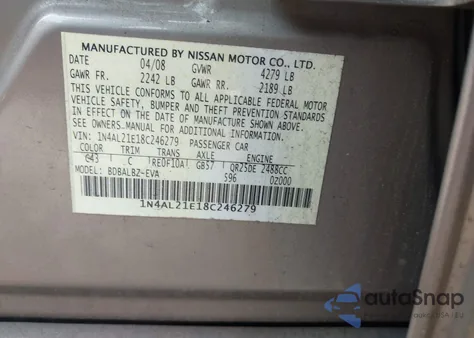 MANUFACTURED BY NISSAN MOTOR CO., LTD.
DATE 04/08 GVWR 4279 LB
GAWR FR. 2242 LB GAWR RR. 2189 LB
THIS VEHICLE CONFORMS TO ALL APPLICABLE FEDERAL MOTOR
VEHICLE SAFETY, BUMPER AND THEFT PREVENTION STANDARDS
IN EFFECT ON THE DATE OF MANUFACTURE SHOWN ABOVE.
SEE OWNERS MANUAL FOR ADDITIONAL INFORMATION
VIN: 1N4AL21E18C246279 PASSENGER CAR
COLOR TRIM TRANS AXLE ENGINE
C REDF10A GB57 QR25DE 2488CC
MODEL: BDBALBZ-EVA 596 02000
1N4AL21E18C246279
autoSnap